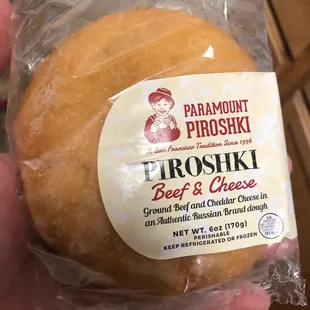 PARAMOUNT
PIROSHKI
A San Francisco Tradition Since 1956
PIROSHKI
Beef & Cheese
Ground Beef and Cheddar Cheese in
an Authentic Russian Brand dough
NET WT. 6oz (170g)
PERISHABLE
KEEP REFRIGERATED OR FROZEN